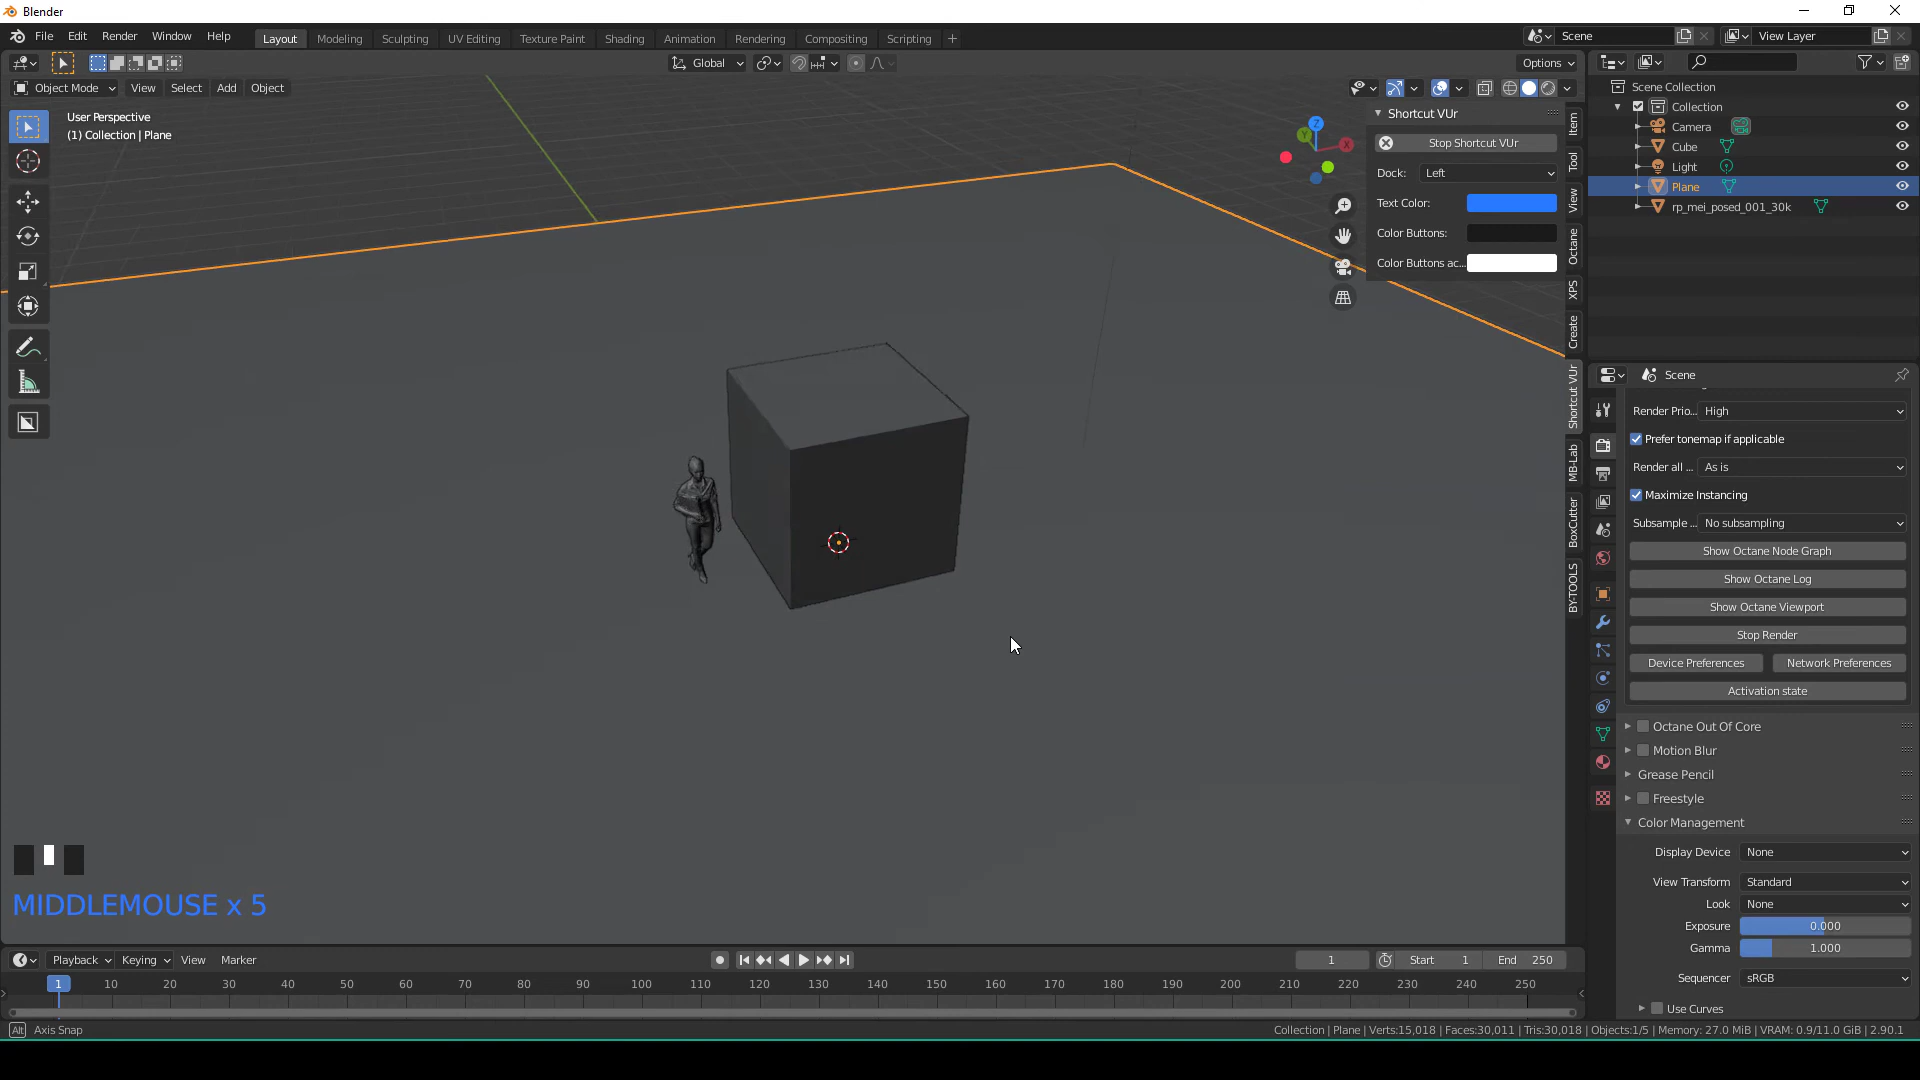 Blender
File Edit Render Window Help
Layout Modeling Sculpting UV Editing Texture Paint Shading Animation Rendering Compositing Scripting +
Scene
View Layer
Global
Options
Object Mode View Select Add Object
User Perspective
(1) Collection | Plane
Shortcut VUr
Stop Shortcut VUr
Dock: Left
Text Color:
Color Buttons:
Color Buttons ac...
Item
Tool
View
Octane
XPS
Create
Shortcut VUr
MB-Lab
BoxCutter
BY-TOOLS
Z
Y
X
Scene Collection
Collection
Camera
Cube
Light
Plane
rp_mei_posed_001_30k
Scene
Render Prio... High
Prefer tonemap if applicable
Render all ... As is
Maximize Instancing
Subsample ... No subsampling
Show Octane Node Graph
Show Octane Log
Show Octane Viewport
Stop Render
Device Preferences Network Preferences
Activation state
Octane Out Of Core
Motion Blur
Grease Pencil
Freestyle
Color Management
Display Device None
View Transform Standard
Look None
Exposure 0.000
Gamma 1.000
Sequencer sRGB
Use Curves
MIDDLEMOUSE x 5
Playback Keying View Marker
1 Start 1 End 250
1 10 20 30 40 50 60 70 80 90 100 110 120 130 140 150 160 170 180 190 200 210 220 230 240 250
Alt Axis Snap
Collection | Plane | Verts:15,018 | Faces:30,011 | Tris:30,018 | Objects:1/5 | Memory: 27.0 MiB | VRAM: 0.9/11.0 GiB | 2.90.1